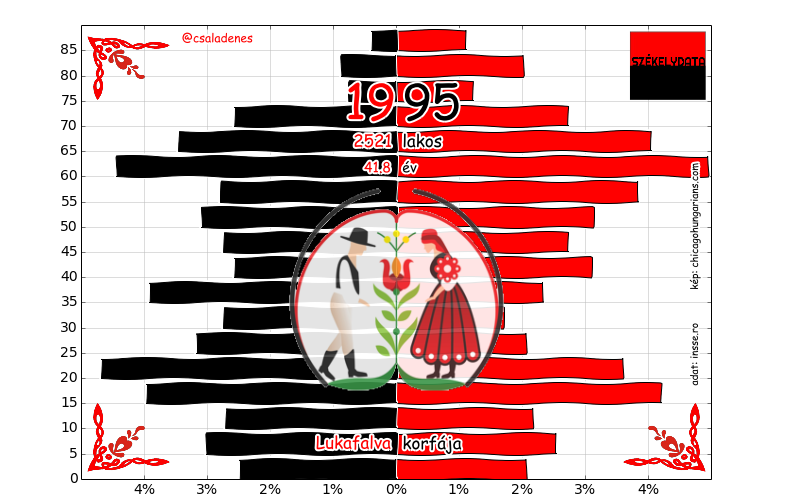 @csaladenes
SZÉKELYDATA
1995
2521 lakos
41.8 év
kép: chicagohungarians.com
adat: insse.ro
Lukafalva korfája
85
80
75
70
65
60
55
50
45
40
35
30
25
20
15
10
5
0
4% 3% 2% 1% 0% 1% 2% 3% 4%